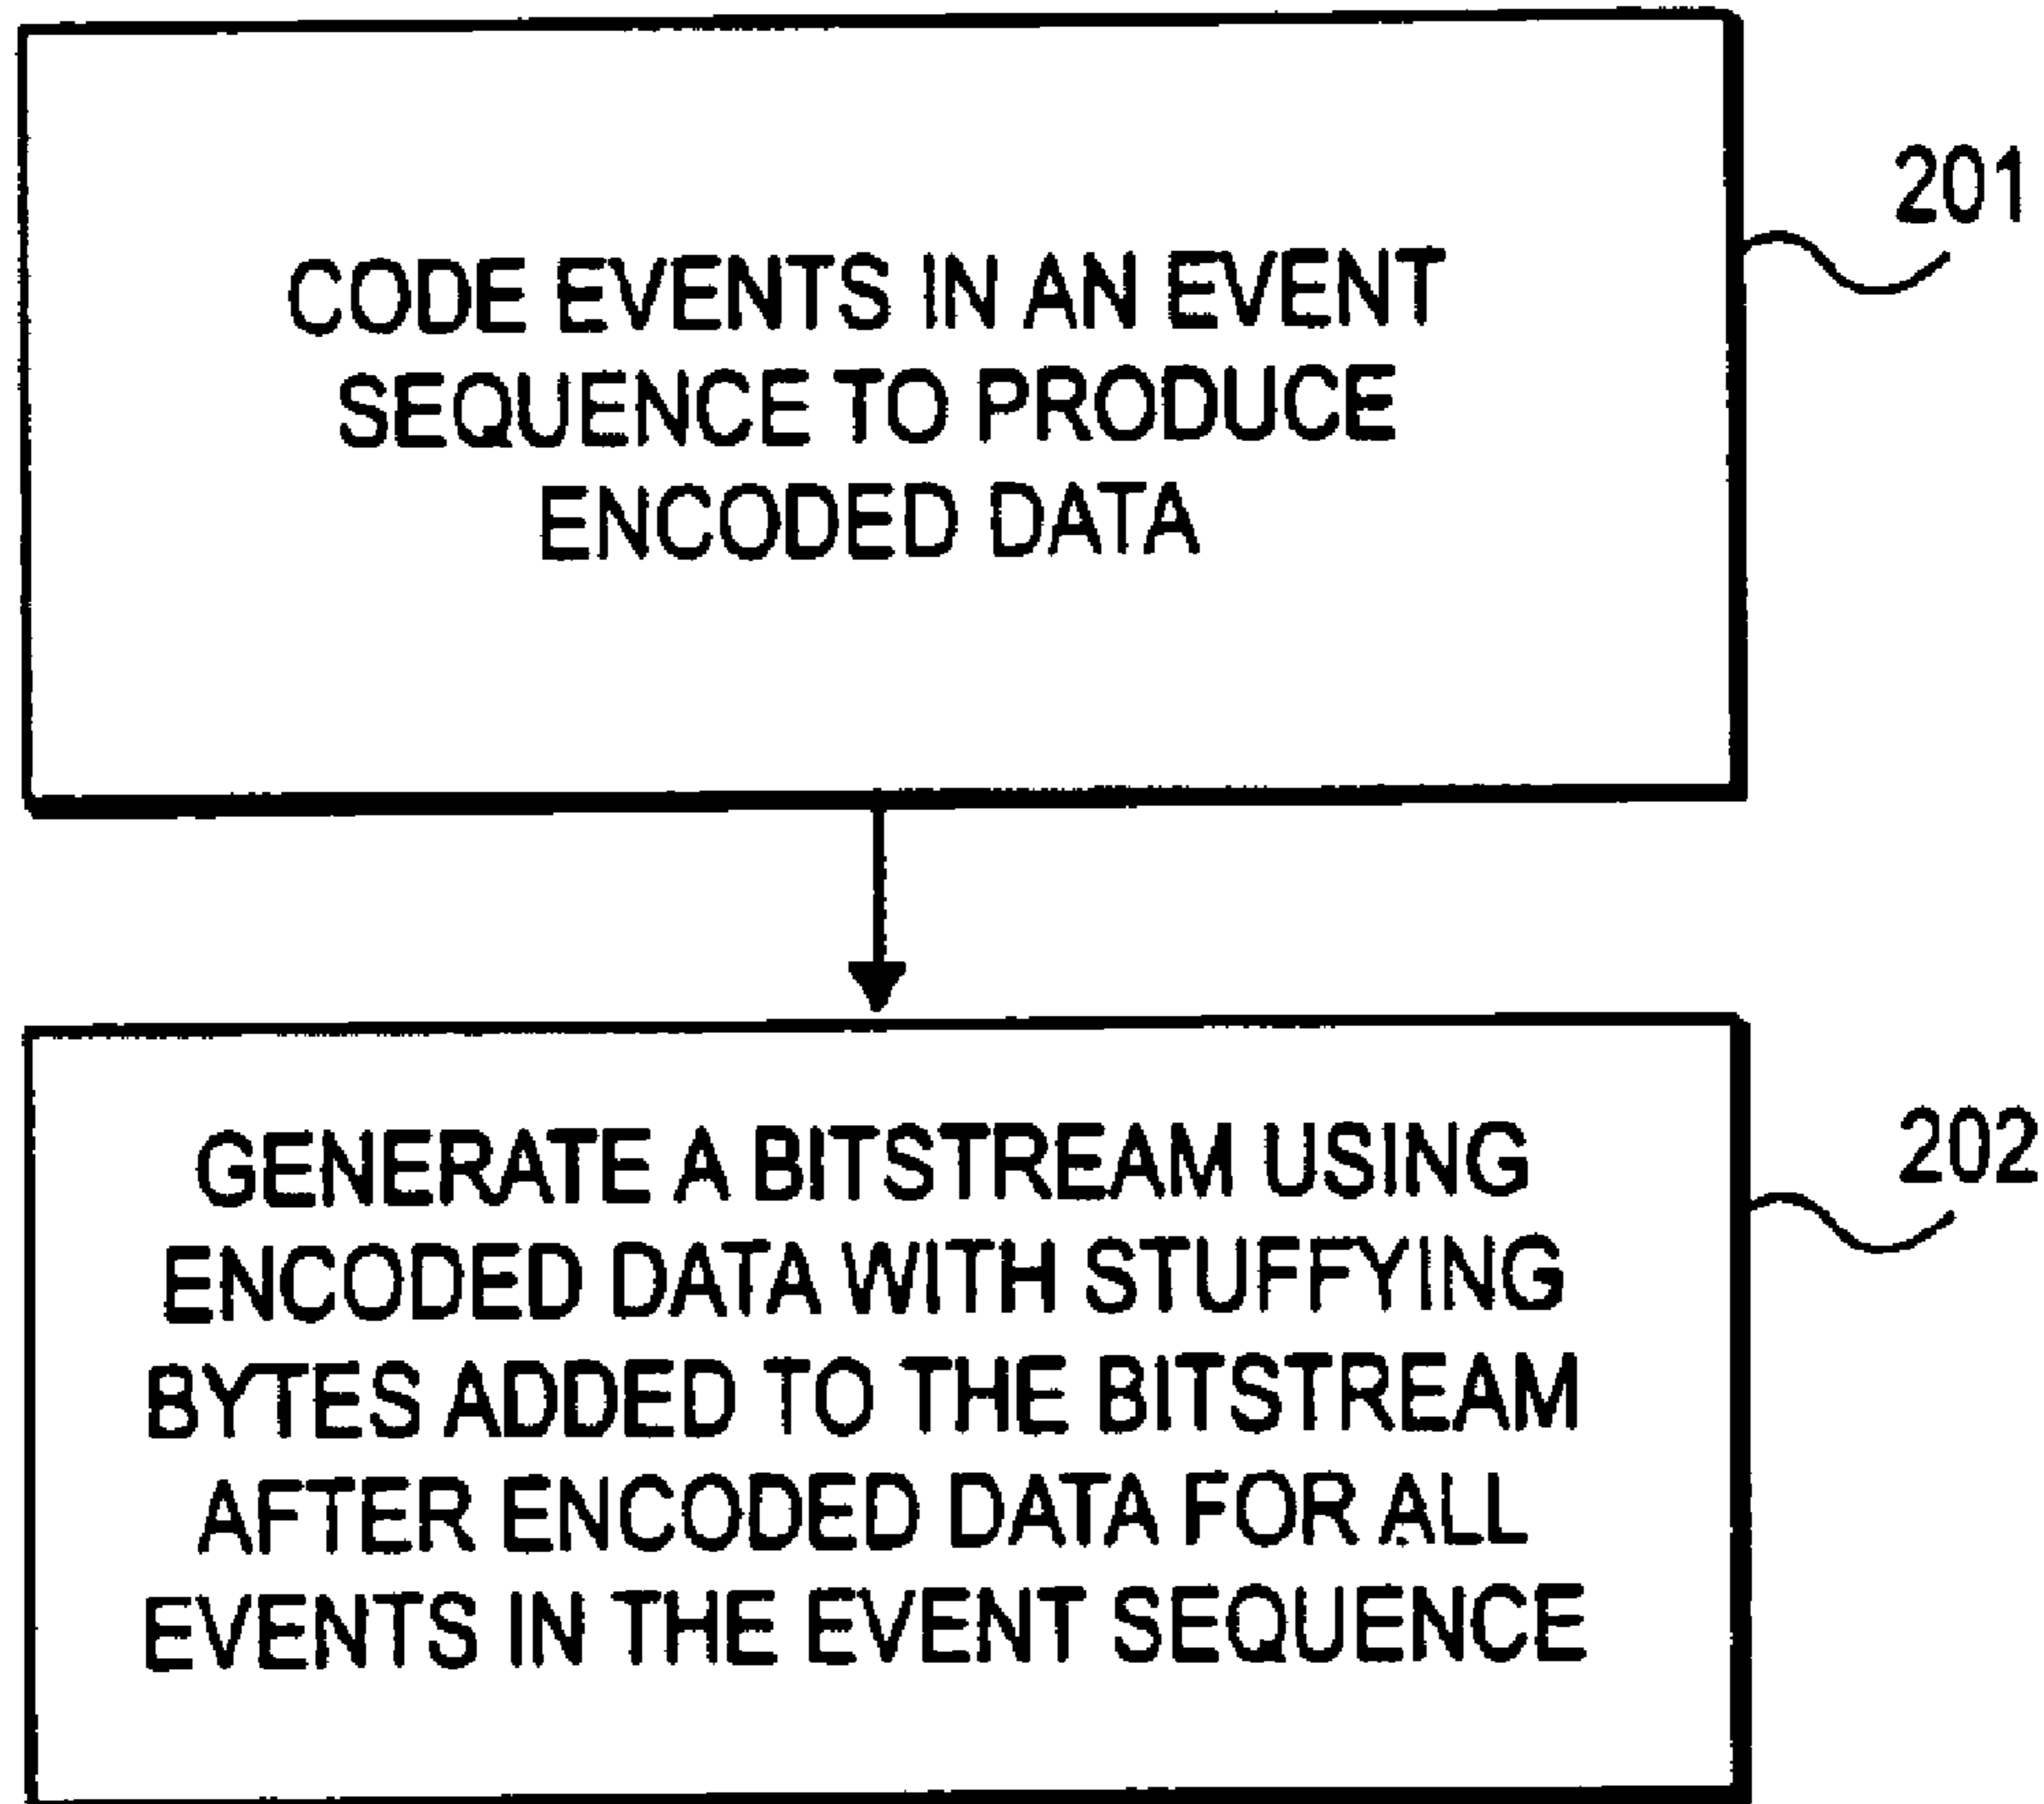 201
CODE EVENTS IN AN EVENT
SEQUENCE TO PRODUCE
ENCODED DATA
202
GENERATE A BITSTREAM USING
ENCODED DATA WITH STUFFYING
BYTES ADDED TO THE BITSTREAM
AFTER ENCODED DATA FOR ALL
EVENTS IN THE EVENT SEQUENCE